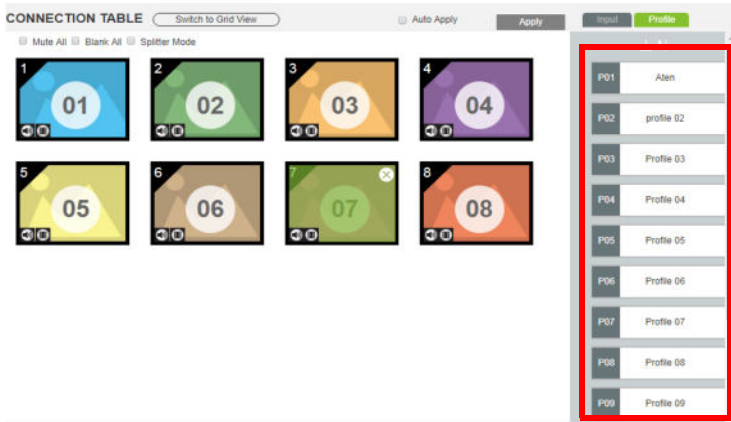 CONNECTION TABLE Switch to Grid View Auto Apply Apply Input Profile
Mute All Blank All Splitter Mode
1 2 3 4
01 02 03 04
5 6 7 8
05 06 07 08
P01 Aten
P02 profile 02
P03 Profile 03
P04 Profile 04
P05 Profile 05
P06 Profile 06
P07 Profile 07
P08 Profile 08
P09 Profile 09